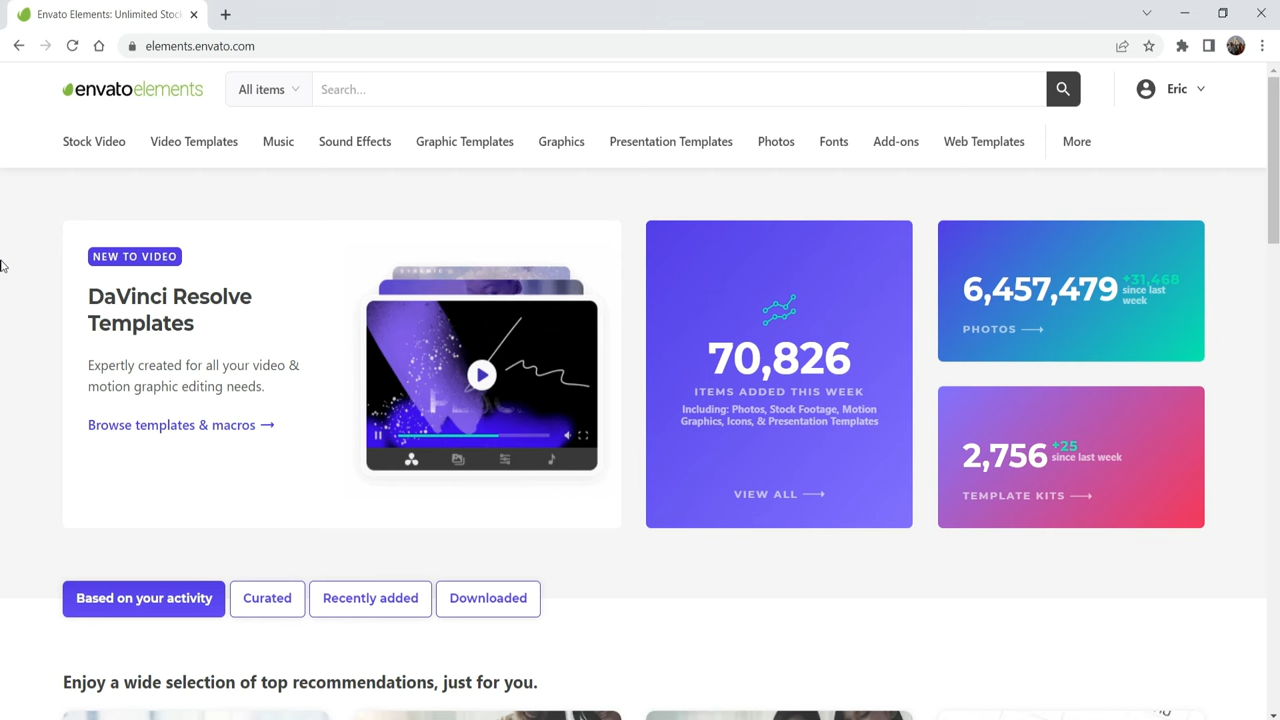 Envato Elements: Unlimited Stoc
elements.envato.com
envatoelements
All items
Search...
Eric
Stock Video
Video Templates
Music
Sound Effects
Graphic Templates
Graphics
Presentation Templates
Photos
Fonts
Add-ons
Web Templates
More
NEW TO VIDEO
DaVinci Resolve
Templates
Expertly created for all your video &
motion graphic editing needs.
Browse templates & macros →
70,826
ITEMS ADDED THIS WEEK
Including: Photos, Stock Footage, Motion
Graphics, Icons, & Presentation Templates
VIEW ALL ⟶
6,457,479
+31,468
since last
week
PHOTOS ⟶
2,756
+25
since last week
TEMPLATE KITS ⟶
Based on your activity
Curated
Recently added
Downloaded
Enjoy a wide selection of top recommendations, just for you.